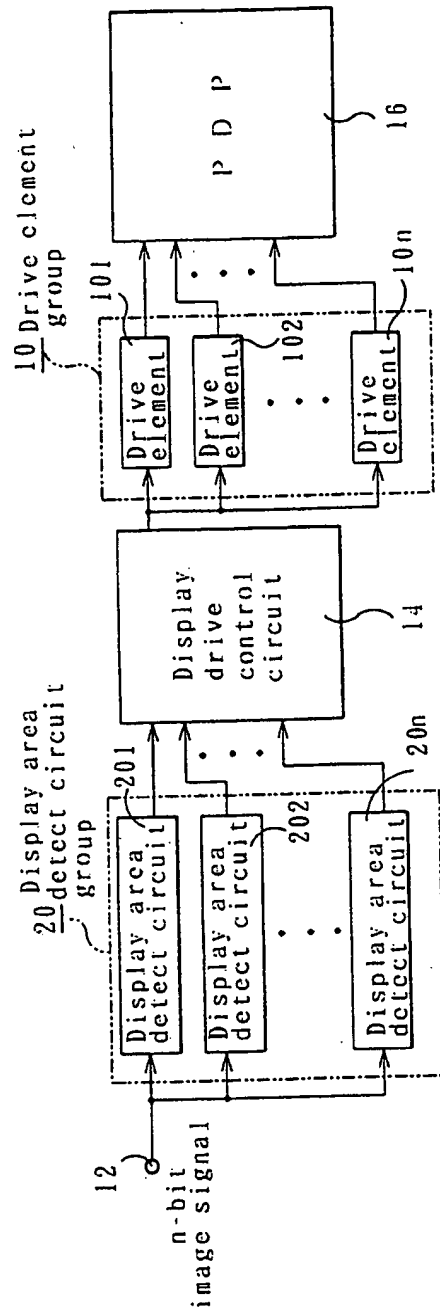 12
n-bit
image signal
20 Display area
detect circuit
group
Display area
detect circuit
201
Display area
detect circuit
202
Display area
detect circuit
20n
Display
drive
control
circuit
14
10 Drive element
group
Drive
element
101
Drive
element
102
Drive
element
10n
P D P
16